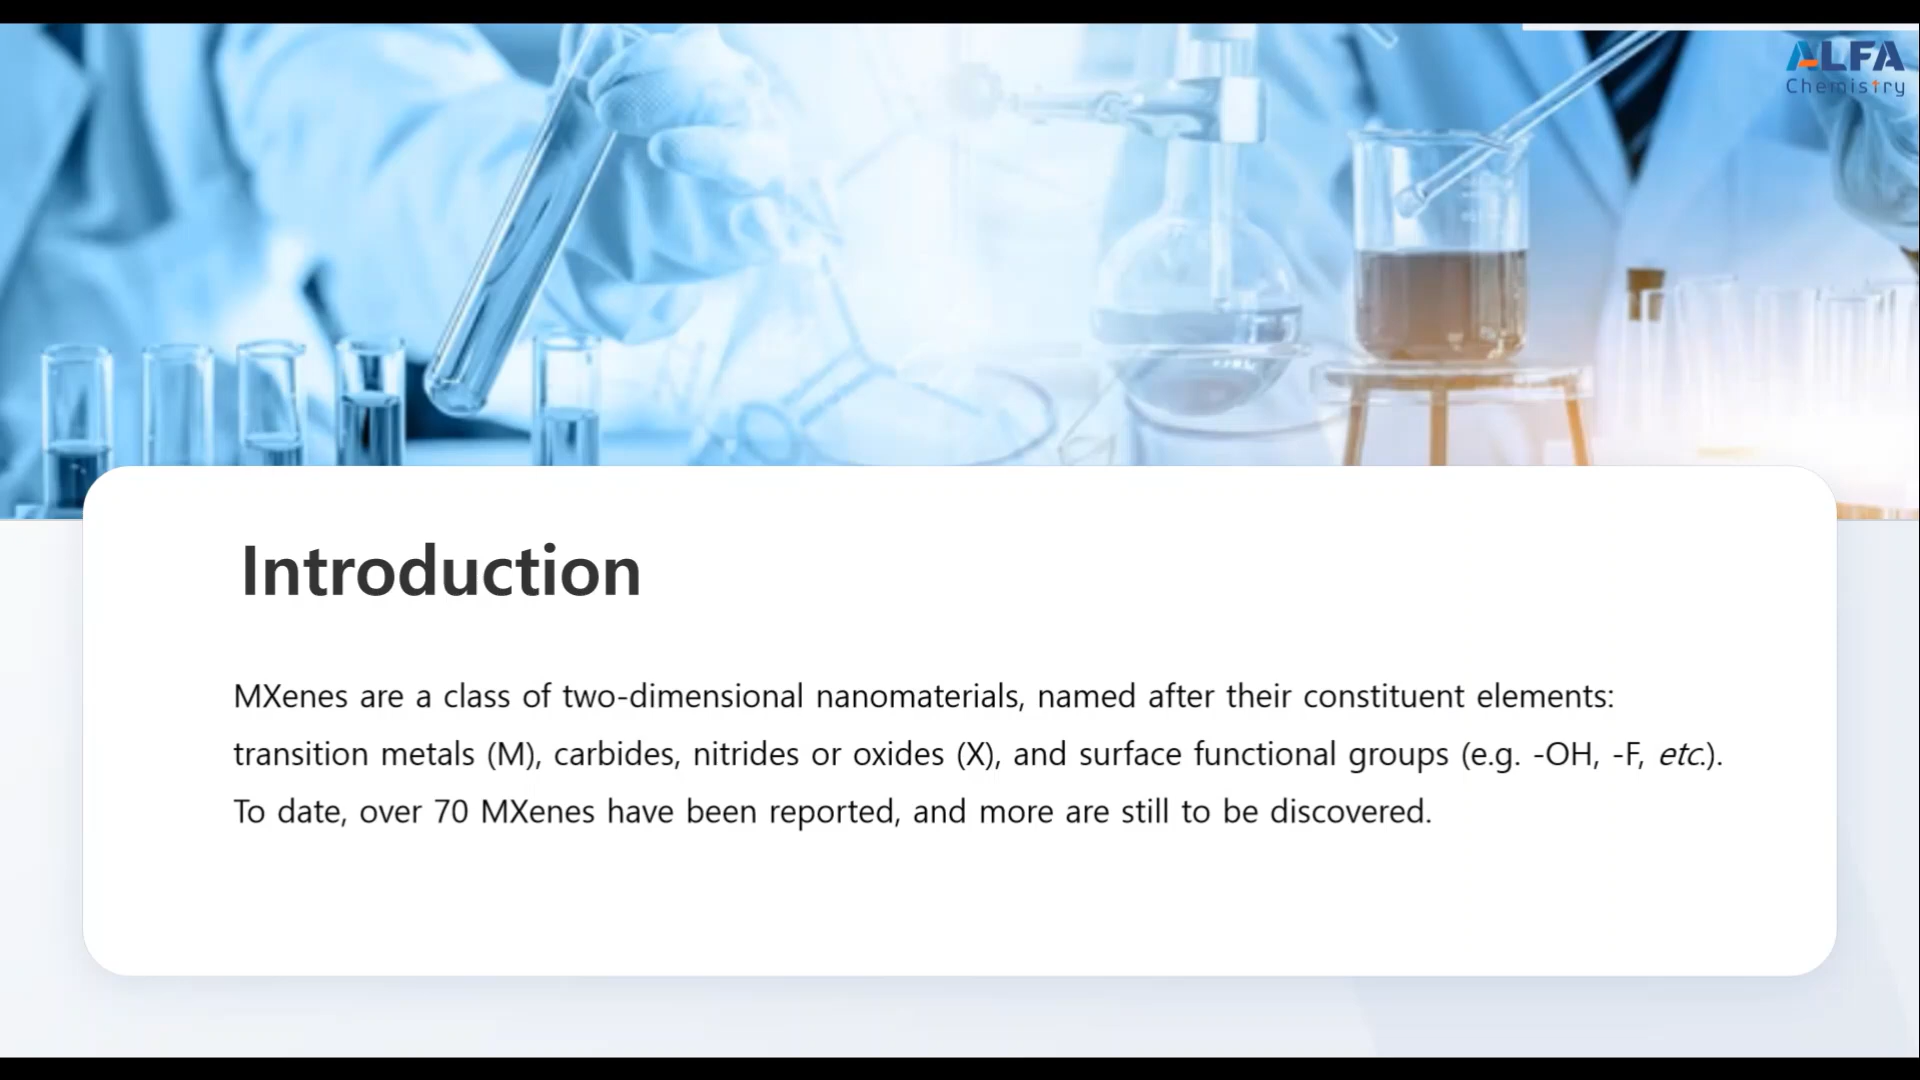 ALFA
Chemistry
Introduction
MXenes are a class of two-dimensional nanomaterials, named after their constituent elements:
transition metals (M), carbides, nitrides or oxides (X), and surface functional groups (e.g. -OH, -F, etc.).
To date, over 70 MXenes have been reported, and more are still to be discovered.